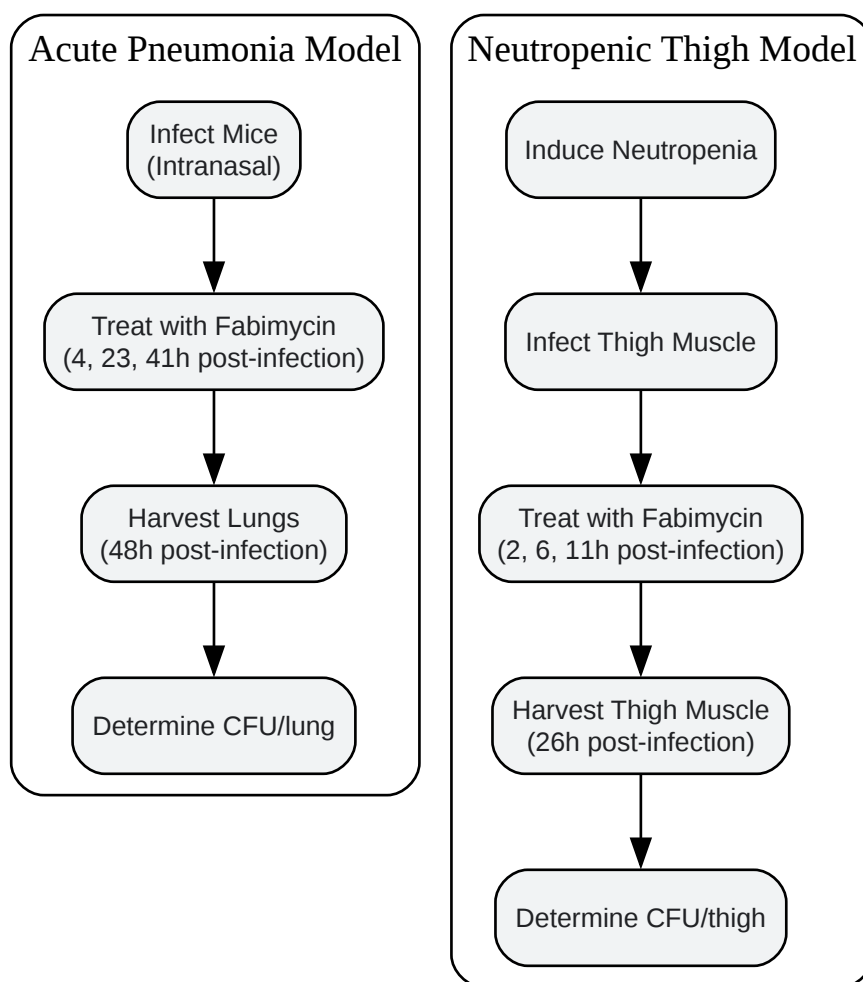 Acute Pneumonia Model
Infect Mice
(Intranasal)
Treat with Fabimycin
(4, 23, 41h post-infection)
Harvest Lungs
(48h post-infection)
Determine CFU/lung
Neutropenic Thigh Model
Induce Neutropenia
Infect Thigh Muscle
Treat with Fabimycin
(2, 6, 11h post-infection)
Harvest Thigh Muscle
(26h post-infection)
Determine CFU/thigh